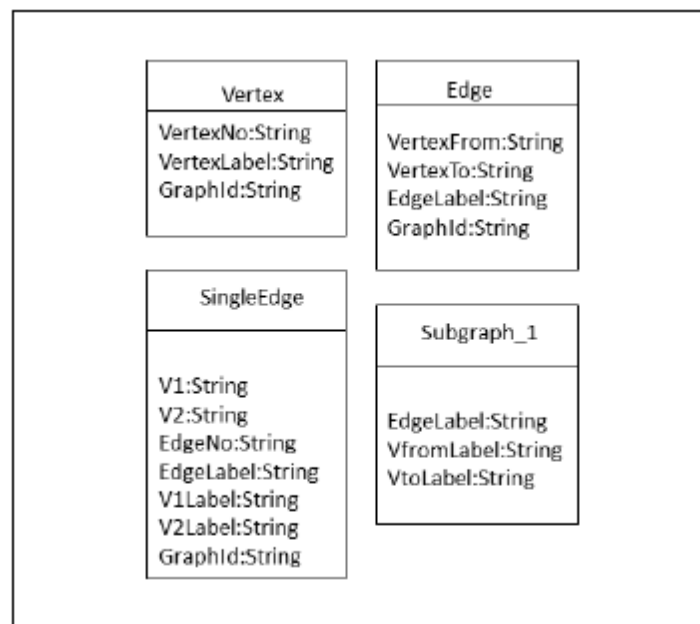 Vertex
VertexNo:String
VertexLabel:String
GraphId:String
Edge
VertexFrom:String
VertexTo:String
EdgeLabel:String
GraphId:String
SingleEdge
V1:String
V2:String
EdgeNo:String
EdgeLabel:String
V1Label:String
V2Label:String
GraphId:String
Subgraph_1
EdgeLabel:String
VfromLabel:String
VtoLabel:String